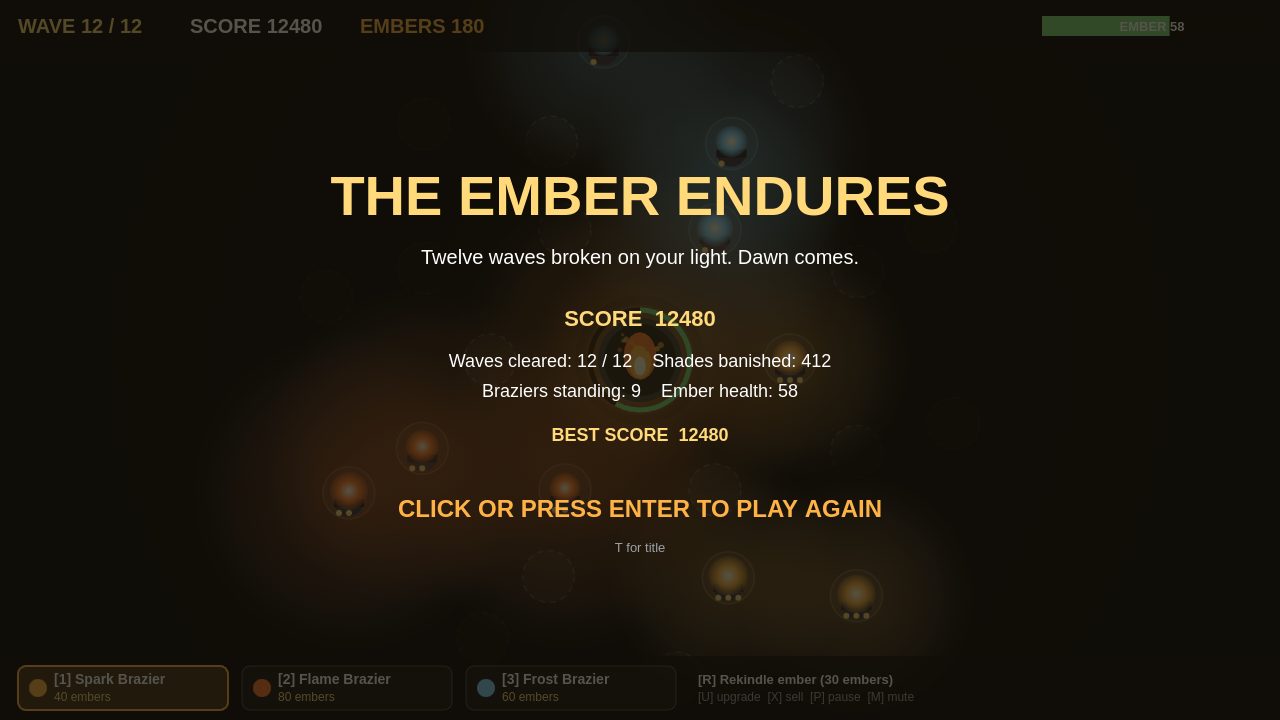 WAVE 12 / 12 SCORE 12480 EMBERS 180 EMBER 58
THE EMBER ENDURES
Twelve waves broken on your light. Dawn comes.
SCORE 12480
Waves cleared: 12 / 12 Shades banished: 412
Braziers standing: 9 Ember health: 58
BEST SCORE 12480
CLICK OR PRESS ENTER TO PLAY AGAIN
T for title
[1] Spark Brazier
40 embers
[2] Flame Brazier
80 embers
[3] Frost Brazier
60 embers
[R] Rekindle ember (30 embers)
[U] upgrade [X] sell [P] pause [M] mute